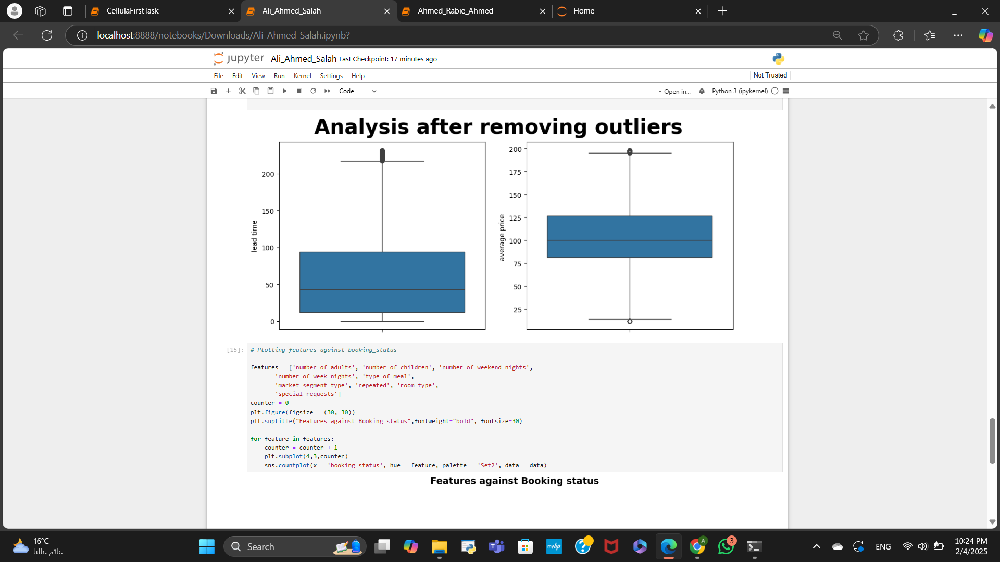 CellulaFirstTask
Ali_Ahmed_Salah
Ahmed_Rabie_Ahmed
Home
localhost:8888/notebooks/Downloads/Ali_Ahmed_Salah.ipynb?
jupyter Ali_Ahmed_Salah Last Checkpoint: 17 minutes ago
File Edit View Run Kernel Settings Help
Not Trusted
Code
Open in...
Python 3 (ipykernel)
Analysis after removing outliers
lead time
200
150
100
50
0
average price
200
175
150
125
100
75
50
25
[15]:
# Plotting features against booking_status
features = ['number of adults', 'number of children', 'number of weekend nights',
'number of week nights', 'type of meal',
'market segment type', 'repeated', 'room type',
'special requests']
counter = 0
plt.figure(figsize = (30, 30))
plt.suptitle("Features against Booking status",fontweight="bold", fontsize=30)
for feature in features:
counter = counter + 1
plt.subplot(4,3,counter)
sns.countplot(x = 'booking status', hue = feature, palette = 'Set2', data = data)
Features against Booking status
16°C
غائم غالبًا
Search
myhp
A
3
ENG
10:24 PM
2/4/2025